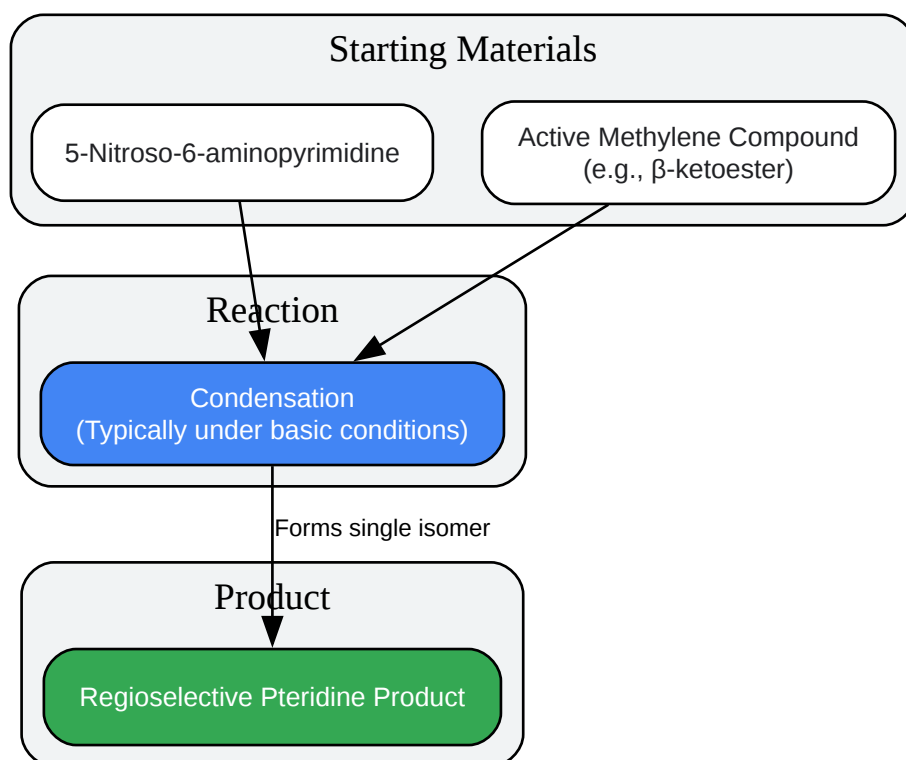 Starting Materials
5-Nitroso-6-aminopyrimidine
Active Methylene Compound
(e.g., β-ketoester)
Reaction
Condensation
(Typically under basic conditions)
Forms single isomer
Product
Regioselective Pteridine Product